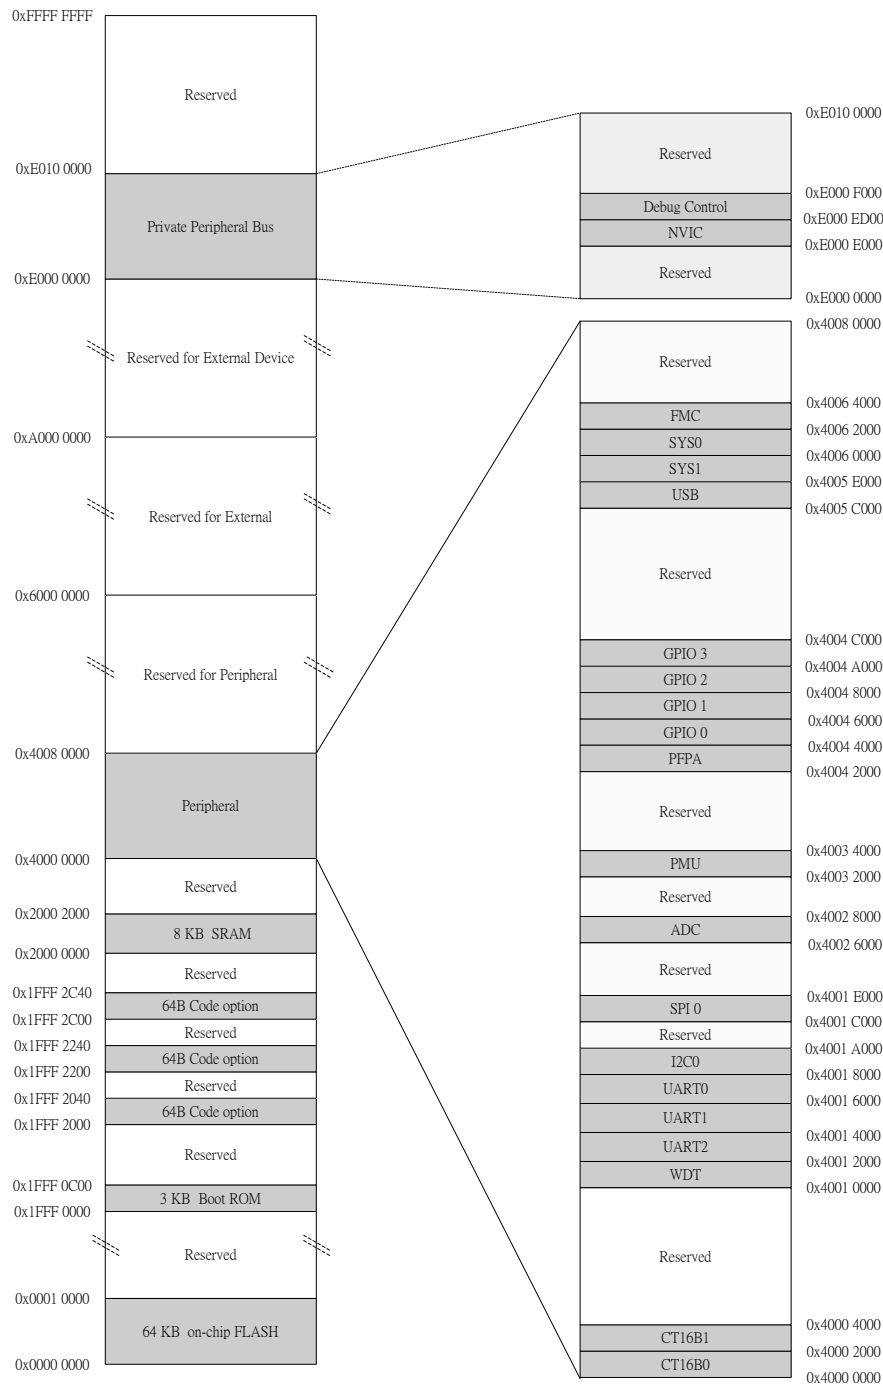 0xFFFF FFFF
Reserved
0xE010 0000
Private Peripheral Bus
0xE000 0000
Reserved for External Device
0xA000 0000
Reserved for External
0x6000 0000
Reserved for Peripheral
0x4008 0000
Peripheral
0x4000 0000
Reserved
0x2000 2000
8 KB SRAM
0x2000 0000
Reserved
0x1FFF 2C40
64B Code option
0x1FFF 2C00
Reserved
0x1FFF 2240
64B Code option
0x1FFF 2200
Reserved
0x1FFF 2040
64B Code option
0x1FFF 2000
Reserved
0x1FFF 0C00
3 KB Boot ROM
0x1FFF 0000
Reserved
0x0001 0000
64 KB on-chip FLASH
0x0000 0000
0xE010 0000
Reserved
0xE000 F000
Debug Control
0xE000 ED00
NVIC
0xE000 E000
Reserved
0xE000 0000
0x4008 0000
Reserved
0x4006 4000
FMC
0x4006 2000
SYS0
0x4006 0000
SYS1
0x4005 E000
USB
0x4005 C000
Reserved
0x4004 C000
GPIO 3
0x4004 A000
GPIO 2
0x4004 8000
GPIO 1
0x4004 6000
GPIO 0
0x4004 4000
PFPA
0x4004 2000
Reserved
0x4003 4000
PMU
0x4003 2000
Reserved
0x4002 8000
ADC
0x4002 6000
Reserved
0x4001 E000
SPI 0
0x4001 C000
Reserved
0x4001 A000
I2C0
0x4001 8000
UART0
0x4001 6000
UART1
0x4001 4000
UART2
0x4001 2000
WDT
0x4001 0000
Reserved
0x4000 4000
CT16B1
0x4000 2000
CT16B0
0x4000 0000